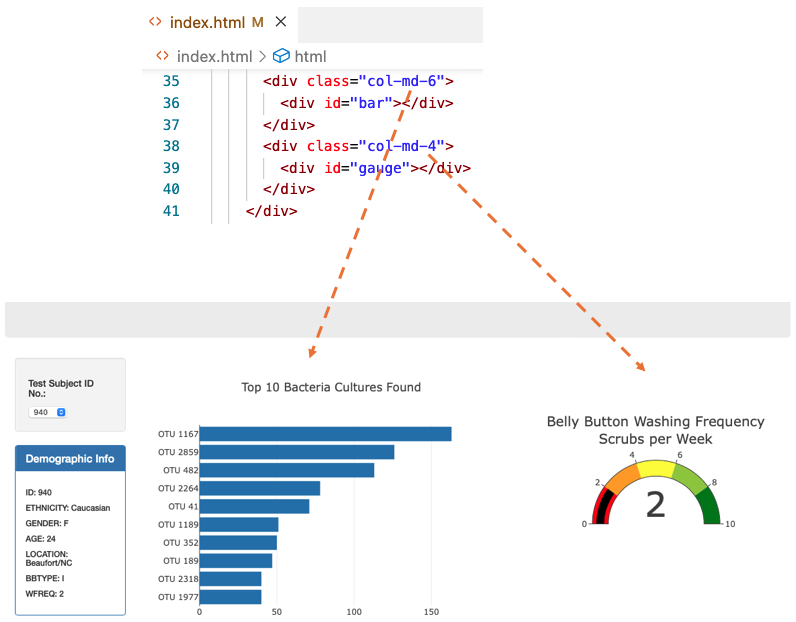 <> index.html M ×
<> index.html > html
35 <div class="col-md-6">
36 <div id="bar"></div>
37 </div>
38 <div class="col-md-4">
39 <div id="gauge"></div>
40 </div>
41 </div>
Test Subject ID
No.:
940
Demographic Info
ID: 940
ETHNICITY: Caucasian
GENDER: F
AGE: 24
LOCATION:
Beaufort/NC
BBTYPE: I
WFREQ: 2
Top 10 Bacteria Cultures Found
OTU 1167
OTU 2859
OTU 482
OTU 2264
OTU 41
OTU 1189
OTU 352
OTU 189
OTU 2318
OTU 1977
0 50 100 150
Belly Button Washing Frequency
Scrubs per Week
4 6
2 8
2
0 10